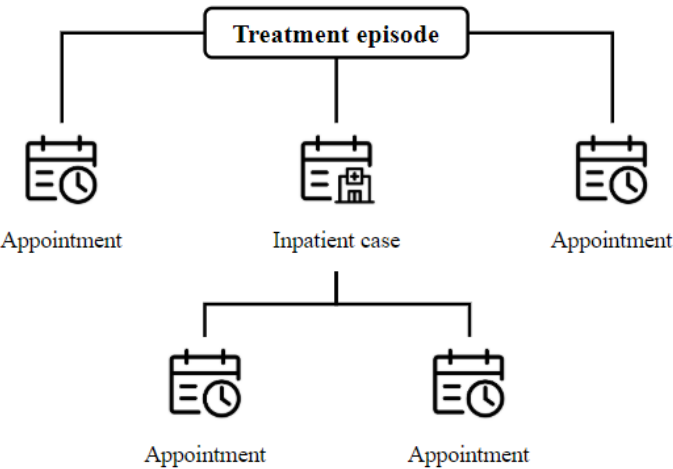 Treatment episode
Appointment
Inpatient case
Appointment
Appointment
Appointment